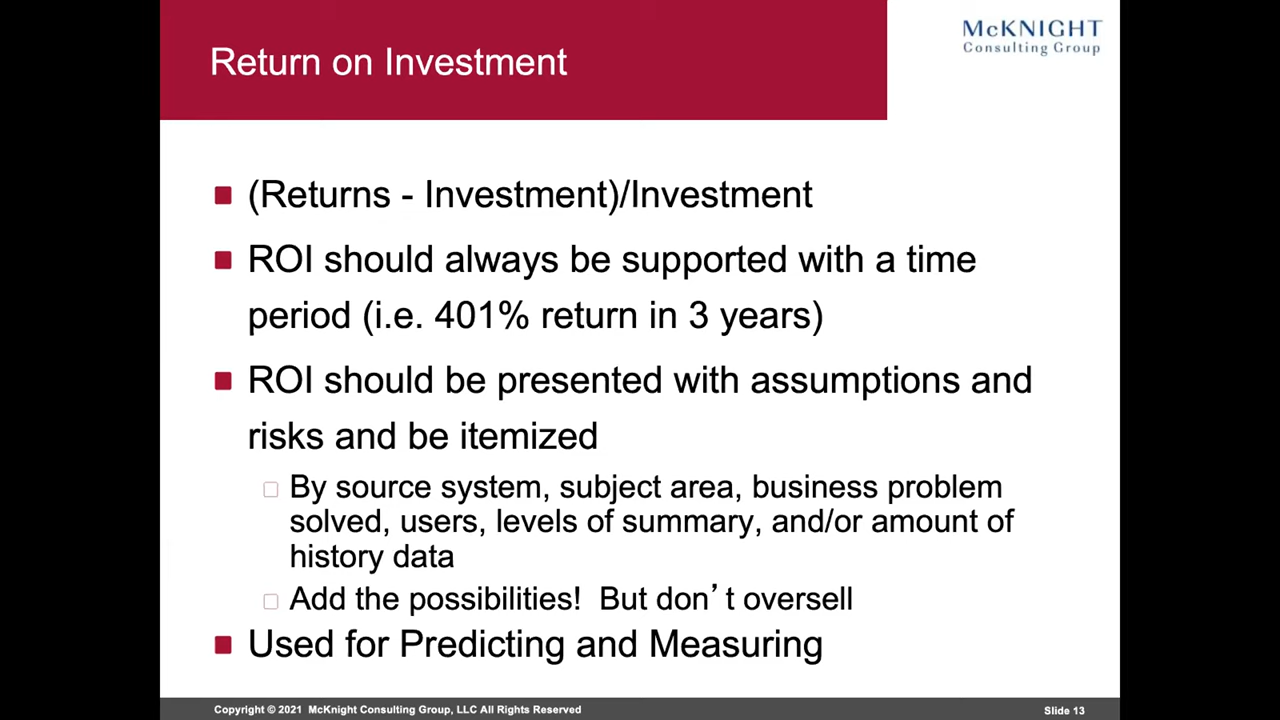 Return on Investment
McKNIGHT
Consulting Group
(Returns - Investment)/Investment
ROI should always be supported with a time
period (i.e. 401% return in 3 years)
ROI should be presented with assumptions and
risks and be itemized
By source system, subject area, business problem
solved, users, levels of summary, and/or amount of
history data
Add the possibilities!  But don’t oversell
Used for Predicting and Measuring
Copyright © 2021  McKnight Consulting Group, LLC All Rights Reserved
Slide 13